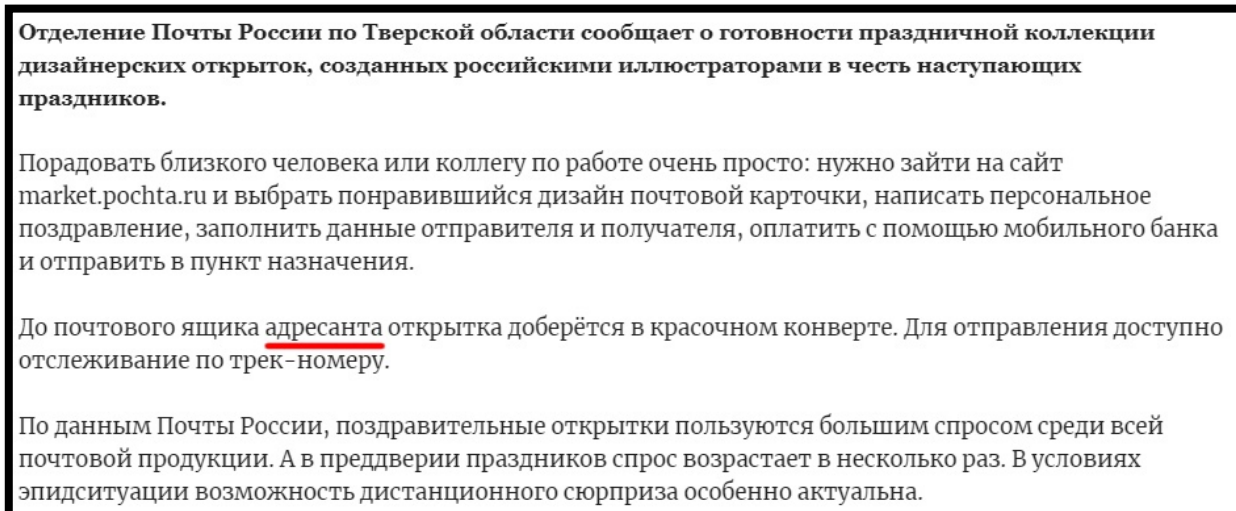 Отделение Почты России по Тверской области сообщает о готовности праздничной коллекции
дизайнерских открыток, созданных российскими иллюстраторами в честь наступающих
праздников.
Порадовать близкого человека или коллегу по работе очень просто: нужно зайти на сайт
market.pochta.ru и выбрать понравившийся дизайн почтовой карточки, написать персональное
поздравление, заполнить данные отправителя и получателя, оплатить с помощью мобильного банка
и отправить в пункт назначения.
До почтового ящика адресанта открытка доберётся в красочном конверте. Для отправления доступно
отслеживание по трек-номеру.
По данным Почты России, поздравительные открытки пользуются большим спросом среди всей
почтовой продукции. А в преддверии праздников спрос возрастает в несколько раз. В условиях
эпидситуации возможность дистанционного сюрприза особенно актуальна.